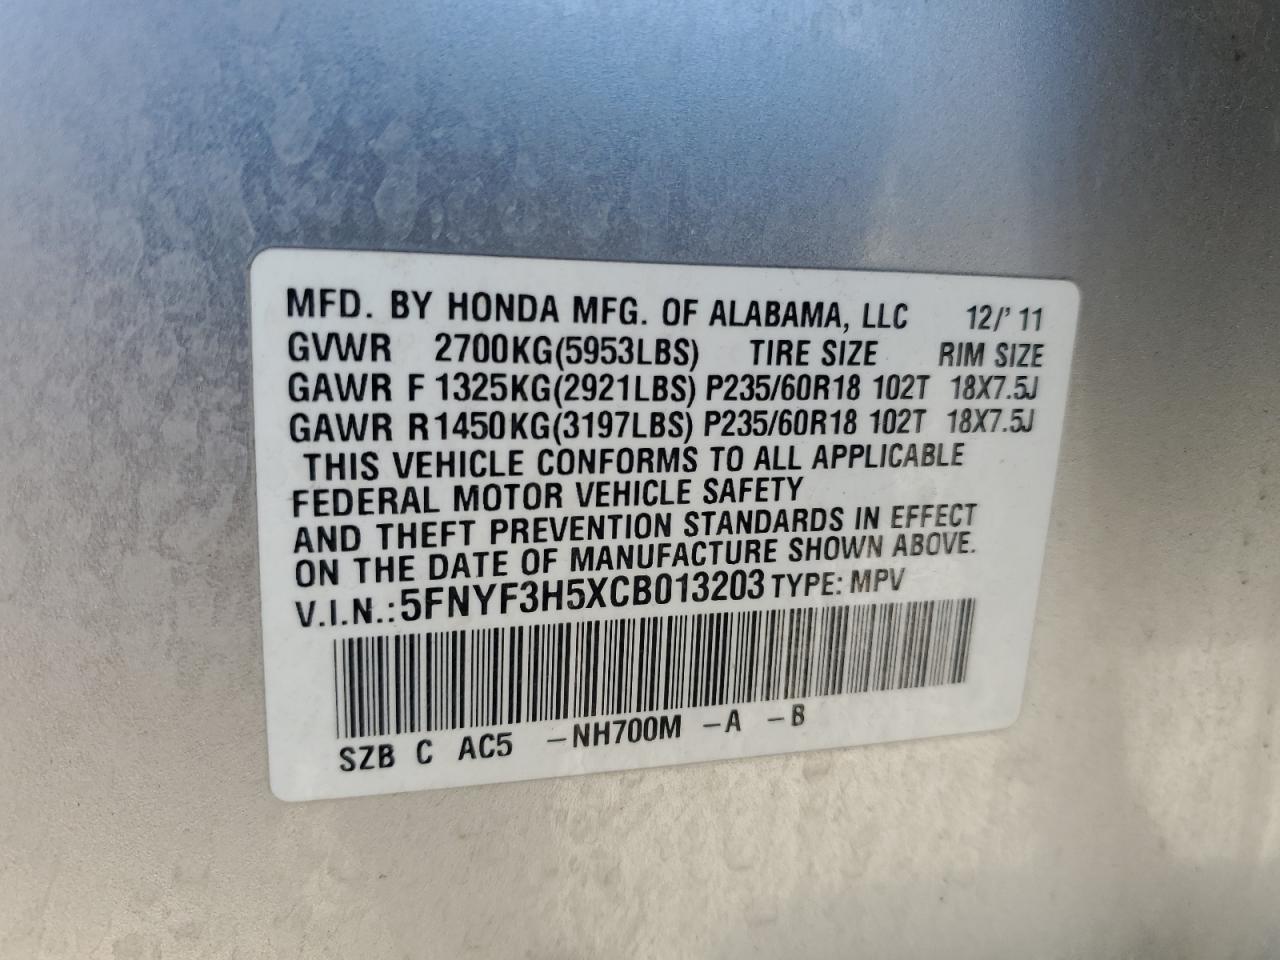 MFD. BY HONDA MFG. OF ALABAMA, LLC 12/'11
GVWR 2700KG(5953LBS) TIRE SIZE RIM SIZE
GAWR F 1325KG(2921LBS) P235/60R18 102T 18X7.5J
GAWR R 1450KG(3197LBS) P235/60R18 102T 18X7.5J
THIS VEHICLE CONFORMS TO ALL APPLICABLE
FEDERAL MOTOR VEHICLE SAFETY
AND THEFT PREVENTION STANDARDS IN EFFECT
ON THE DATE OF MANUFACTURE SHOWN ABOVE.
V.I.N.: 5FNYF3H5XCB013203 TYPE: MPV
SZB C AC5 -NH700M -A -B